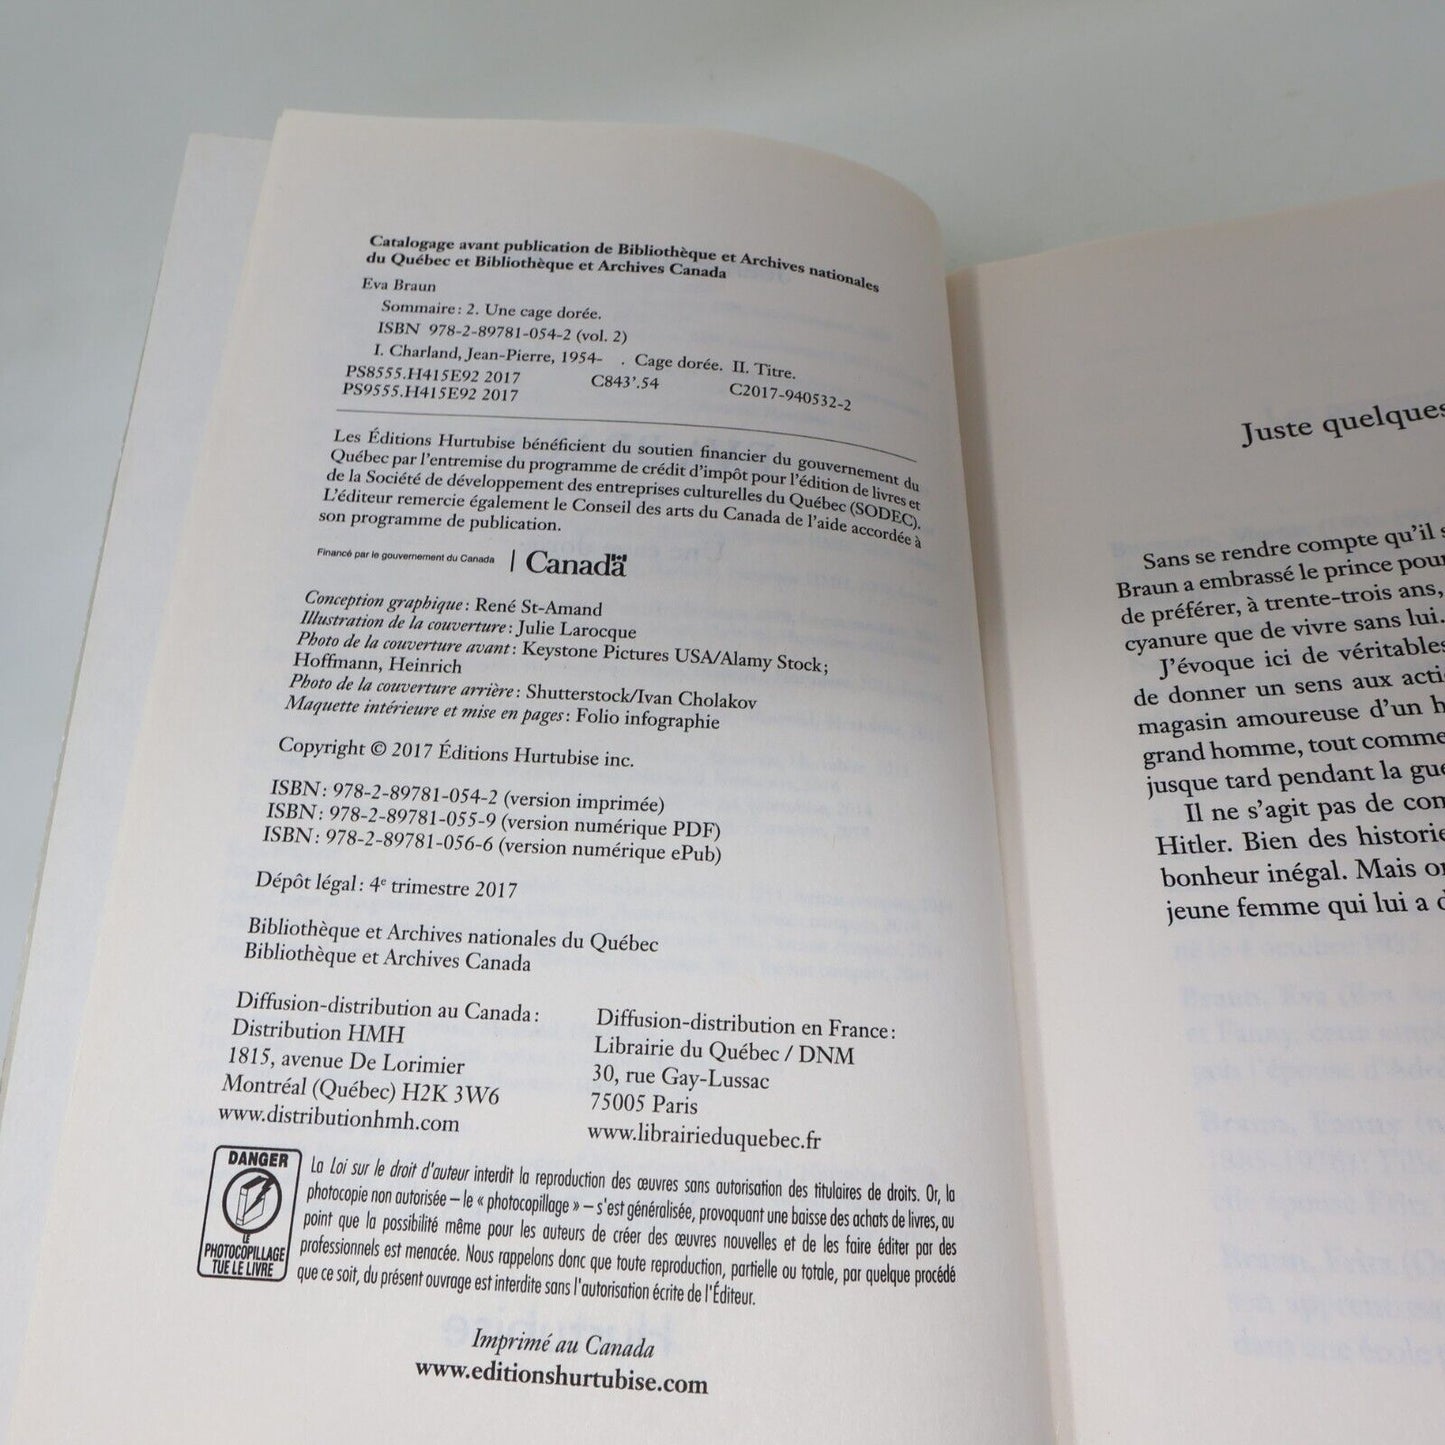 Catalogage avant publication de Bibliothèque et Archives nationales
du Québec et Bibliothèque et Archives Canada
Eva Braun
Sommaire : 2. Une cage dorée.
ISBN 978-2-89781-054-2 (vol. 2)
I. Charland, Jean-Pierre, 1954- . Cage dorée. II. Titre.
PS8555.H415E92 2017 C843'.54 C2017-940532-2
PS9555.H415E92 2017
Les Éditions Hurtubise bénéficient du soutien financier du gouvernement du
Québec par l'entremise du programme de crédit d'impôt pour l'édition de livres et
de la Société de développement des entreprises culturelles du Québec (SODEC).
L'éditeur remercie également le Conseil des arts du Canada de l'aide accordée à
son programme de publication.
Financé par le gouvernement du Canada | Canada
Conception graphique : René St-Amand
Illustration de la couverture : Julie Larocque
Photo de la couverture avant : Keystone Pictures USA/Alamy Stock ;
Hoffmann, Heinrich
Photo de la couverture arrière : Shutterstock/Ivan Cholakov
Maquette intérieure et mise en pages : Folio infographie
Copyright © 2017 Éditions Hurtubise inc.
ISBN : 978-2-89781-054-2 (version imprimée)
ISBN : 978-2-89781-055-9 (version numérique PDF)
ISBN : 978-2-89781-056-6 (version numérique ePub)
Dépôt légal : 4e trimestre 2017
Bibliothèque et Archives nationales du Québec
Bibliothèque et Archives Canada
Diffusion-distribution au Canada :
Distribution HMH
1815, avenue De Lorimier
Montréal (Québec) H2K 3W6
www.distributionhmh.com
Diffusion-distribution en France :
Librairie du Québec / DNM
30, rue Gay-Lussac
75005 Paris
www.librairieduquebec.fr
DANGER
LE
PHOTOCOPILLAGE
TUE LE LIVRE
La Loi sur le droit d'auteur interdit la reproduction des œuvres sans autorisation des titulaires de droits. Or, la
photocopie non autorisée – le « photocopillage » – s'est généralisée, provoquant une baisse des achats de livres, au
point que la possibilité même pour les auteurs de créer des œuvres nouvelles et de les faire éditer par des
professionnels est menacée. Nous rappelons donc que toute reproduction, partielle ou totale, par quelque procédé
que ce soit, du présent ouvrage est interdite sans l'autorisation écrite de l'Éditeur.
Imprimé au Canada
www.editionshurtubise.com
Juste quelques
Sans se rendre compte qu'il s
Braun a embrassé le prince pour
de préférer, à trente-trois ans,
cyanure que de vivre sans lui.
J'évoque ici de véritables
de donner un sens aux acti
magasin amoureuse d'un h
grand homme, tout comme
jusque tard pendant la gue
Il ne s'agit pas de con
Hitler. Bien des historie
bonheur inégal. Mais o
jeune femme qui lui a d